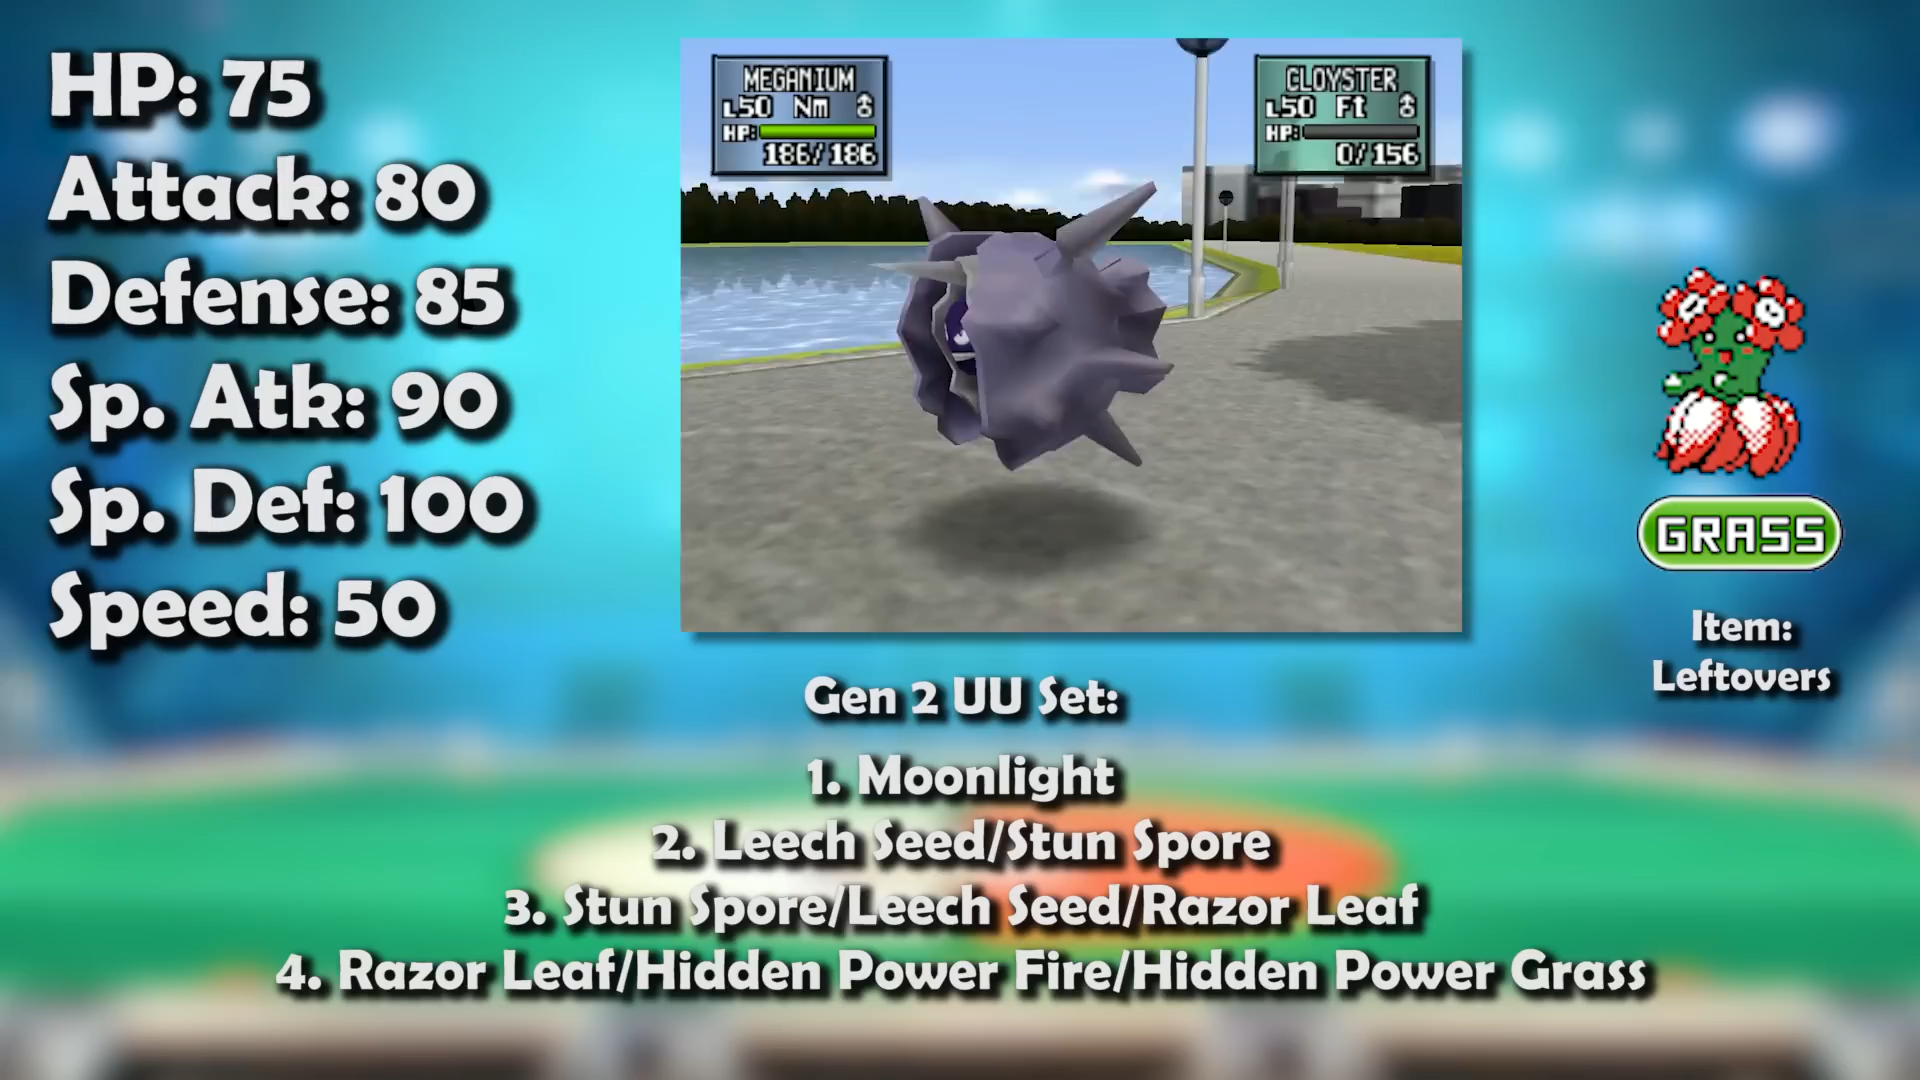 HP: 75
Attack: 80
Defense: 85
Sp. Atk: 90
Sp. Def: 100
Speed: 50
MEGANIUM
L50 Nm ♂
HP:
186/186
CLOYSTER
L50 Ft ♂
HP:
0/156
GRASS
Item:
Leftovers
Gen 2 UU Set:
1. Moonlight
2. Leech Seed/Stun Spore
3. Stun Spore/Leech Seed/Razor Leaf
4. Razor Leaf/Hidden Power Fire/Hidden Power Grass